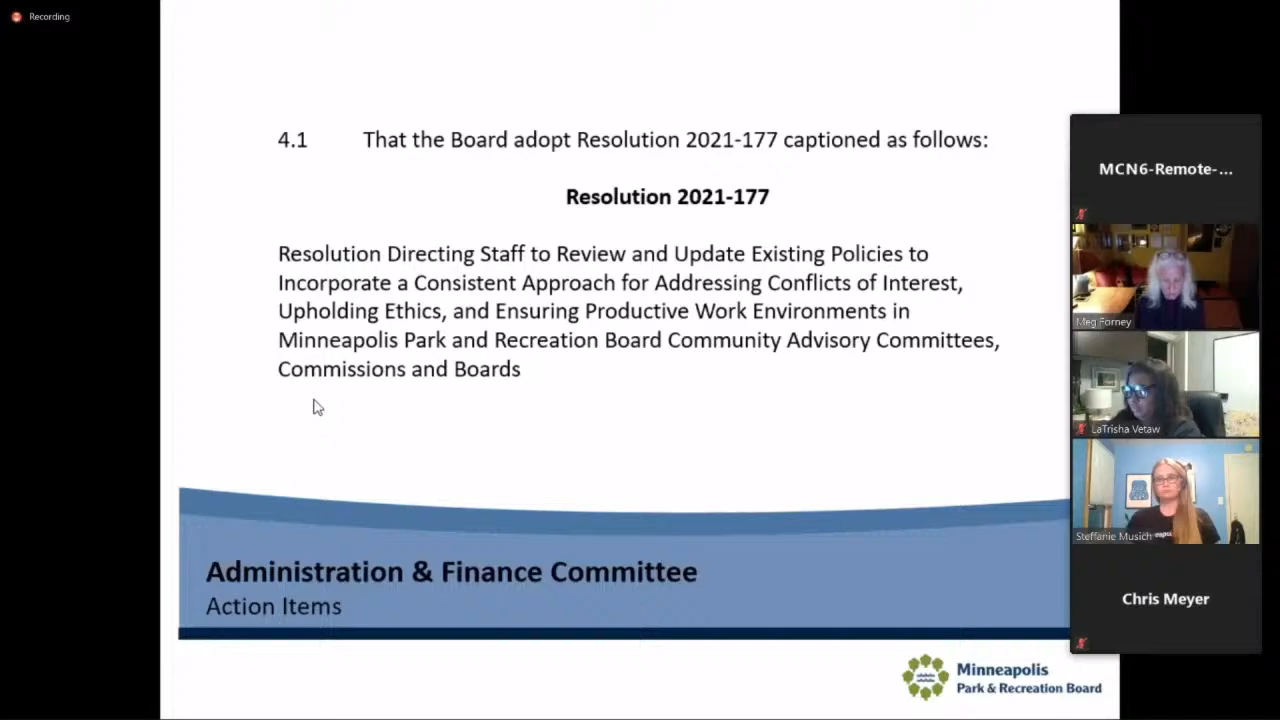 Recording
4.1 That the Board adopt Resolution 2021-177 captioned as follows:
Resolution 2021-177
Resolution Directing Staff to Review and Update Existing Policies to
Incorporate a Consistent Approach for Addressing Conflicts of Interest,
Upholding Ethics, and Ensuring Productive Work Environments in
Minneapolis Park and Recreation Board Community Advisory Committees,
Commissions and Boards
Administration & Finance Committee
Action Items
Minneapolis
Park & Recreation Board
MCN6-Remote-...
Meg Forney
LaTrisha Vetaw
Steffanie Musich
Chris Meyer